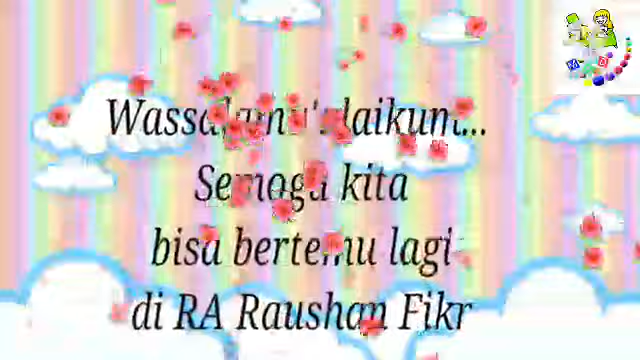 Wassalamu'alaikum...
Semoga kita
bisa bertemu lagi
di RA Raushan Fikr